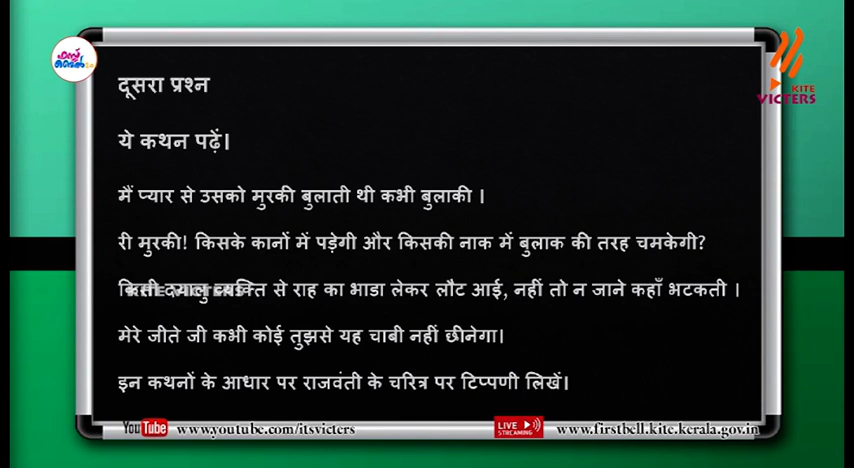 दूसरा प्रश्न
KITE
VICTERS
ये कथन पढ़ें।
मैं प्यार से उसको मुरकी बुलाती थी कभी बुलाकी ।
री मुरकी! किसके कानों में पड़ेगी और किसकी नाक में बुलाक की तरह चमकेगी?
किसी दयालु व्यक्ति से राह का भाडा लेकर लौट आई, नहीं तो न जाने कहाँ भटकती ।
मेरे जीते जी कभी कोई तुझसे यह चाबी नहीं छीनेगा।
इन कथनों के आधार पर राजवंती के चरित्र पर टिप्पणी लिखें।
YouTube www.youtube.com/itsvicters
LIVE STREAMING www.firstbell.kite.kerala.gov.in